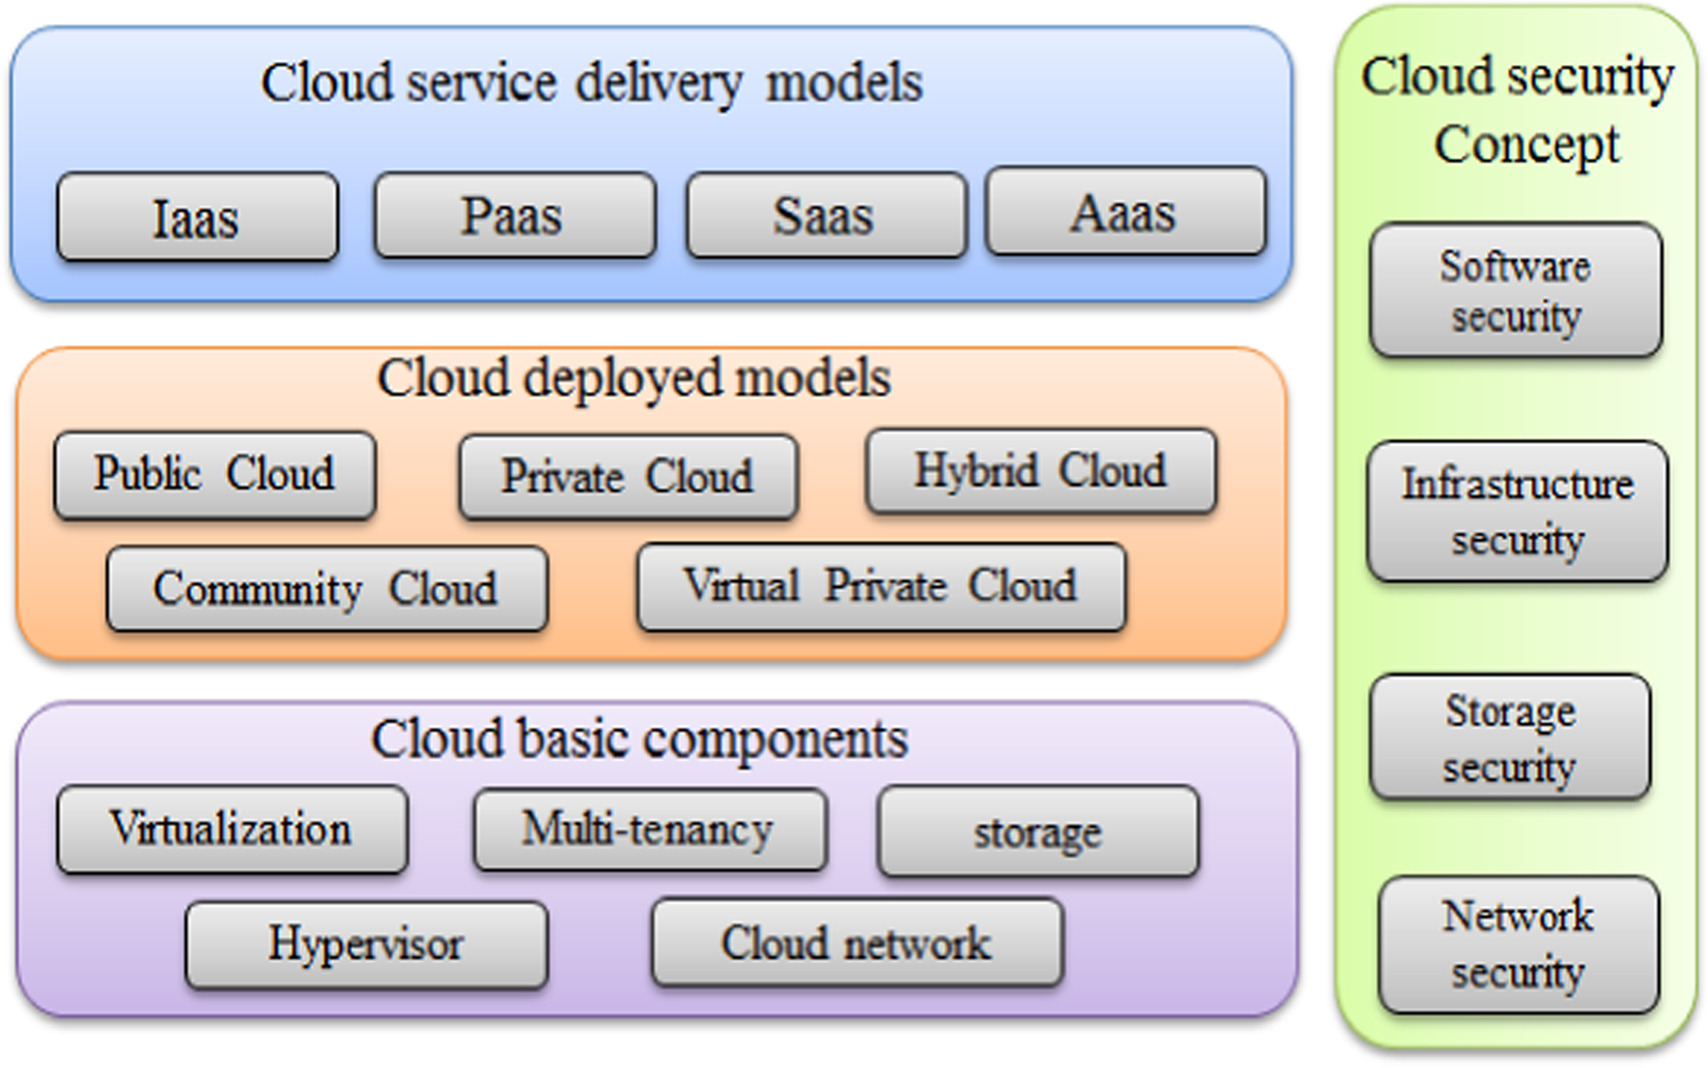 Cloud service delivery models
Iaas
Paas
Saas
Aaas
Cloud deployed models
Public Cloud
Private Cloud
Hybrid Cloud
Community Cloud
Virtual Private Cloud
Cloud basic components
Virtualization
Multi-tenancy
storage
Hypervisor
Cloud network
Cloud security
Concept
Software
security
Infrastructure
security
Storage
security
Network
security